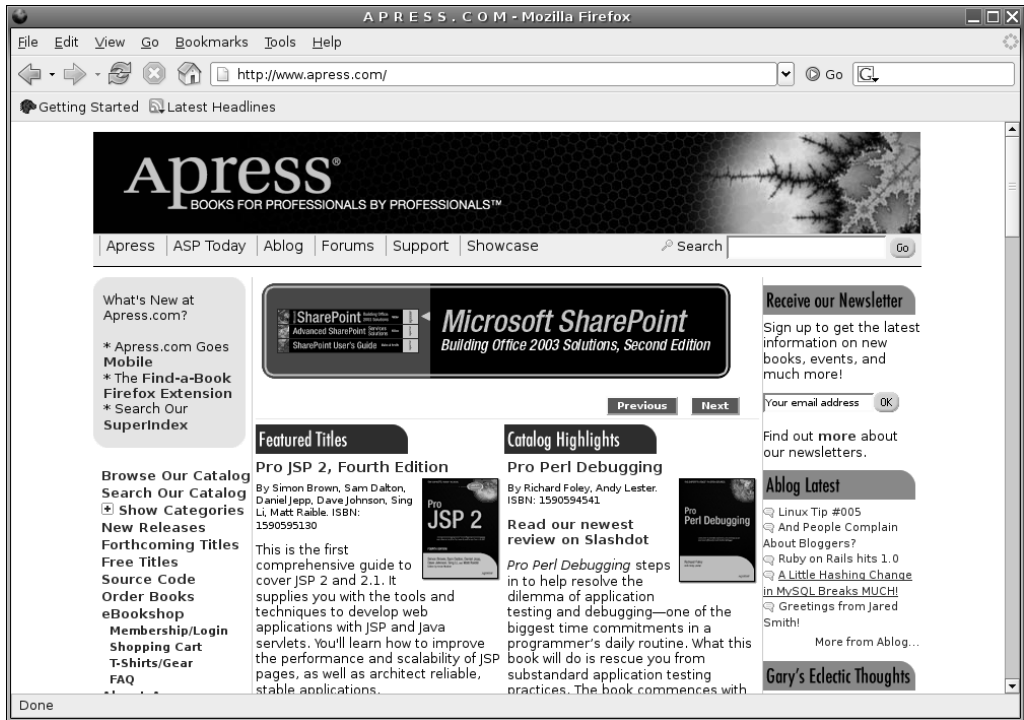 A P R E S S . C O M - Mozilla Firefox
File Edit View Go Bookmarks Tools Help
http://www.apress.com/
Go
G
Getting Started Latest Headlines
Apress®
BOOKS FOR PROFESSIONALS BY PROFESSIONALS™
Apress ASP Today Ablog Forums Support Showcase
Search Go
What's New at
Apress.com?
* Apress.com Goes
Mobile
* The Find-a-Book
Firefox Extension
* Search Our
SuperIndex
Browse Our Catalog
Search Our Catalog
Show Categories
New Releases
Forthcoming Titles
Free Titles
Source Code
Order Books
eBookshop
Membership/Login
Shopping Cart
T-Shirts/Gear
FAQ
SharePoint Building Office 2003 Solutions
Advanced SharePoint Services Solutions
SharePoint User's Guide
Microsoft SharePoint
Building Office 2003 Solutions, Second Edition
Previous Next
Featured Titles
Pro JSP 2, Fourth Edition
By Simon Brown, Sam Dalton,
Daniel Jepp, Dave Johnson, Sing
Li, Matt Raible. ISBN:
1590595130
Pro
JSP 2
This is the first
comprehensive guide to
cover JSP 2 and 2.1. It
supplies you with the tools and
techniques to develop web
applications with JSP and Java
servlets. You'll learn how to improve
the performance and scalability of JSP
pages, as well as architect reliable,
stable applications.
Catalog Highlights
Pro Perl Debugging
By Richard Foley, Andy Lester.
ISBN: 1590594541
Pro
Perl Debugging
Read our newest
review on Slashdot
Pro Perl Debugging steps
in to help resolve the
dilemma of application
testing and debugging—one of the
biggest time commitments in a
programmer's daily routine. What this
book will do is rescue you from
substandard application testing
practices. The book commences with
Receive our Newsletter
Sign up to get the latest
information on new
books, events, and
much more!
Your email address OK
Find out more about
our newsletters.
Ablog Latest
Linux Tip #005
And People Complain
About Bloggers?
Ruby on Rails hits 1.0
A Little Hashing Change
in MySQL Breaks MUCH!
Greetings from Jared
Smith!
More from Ablog...
Gary's Eclectic Thoughts
Done